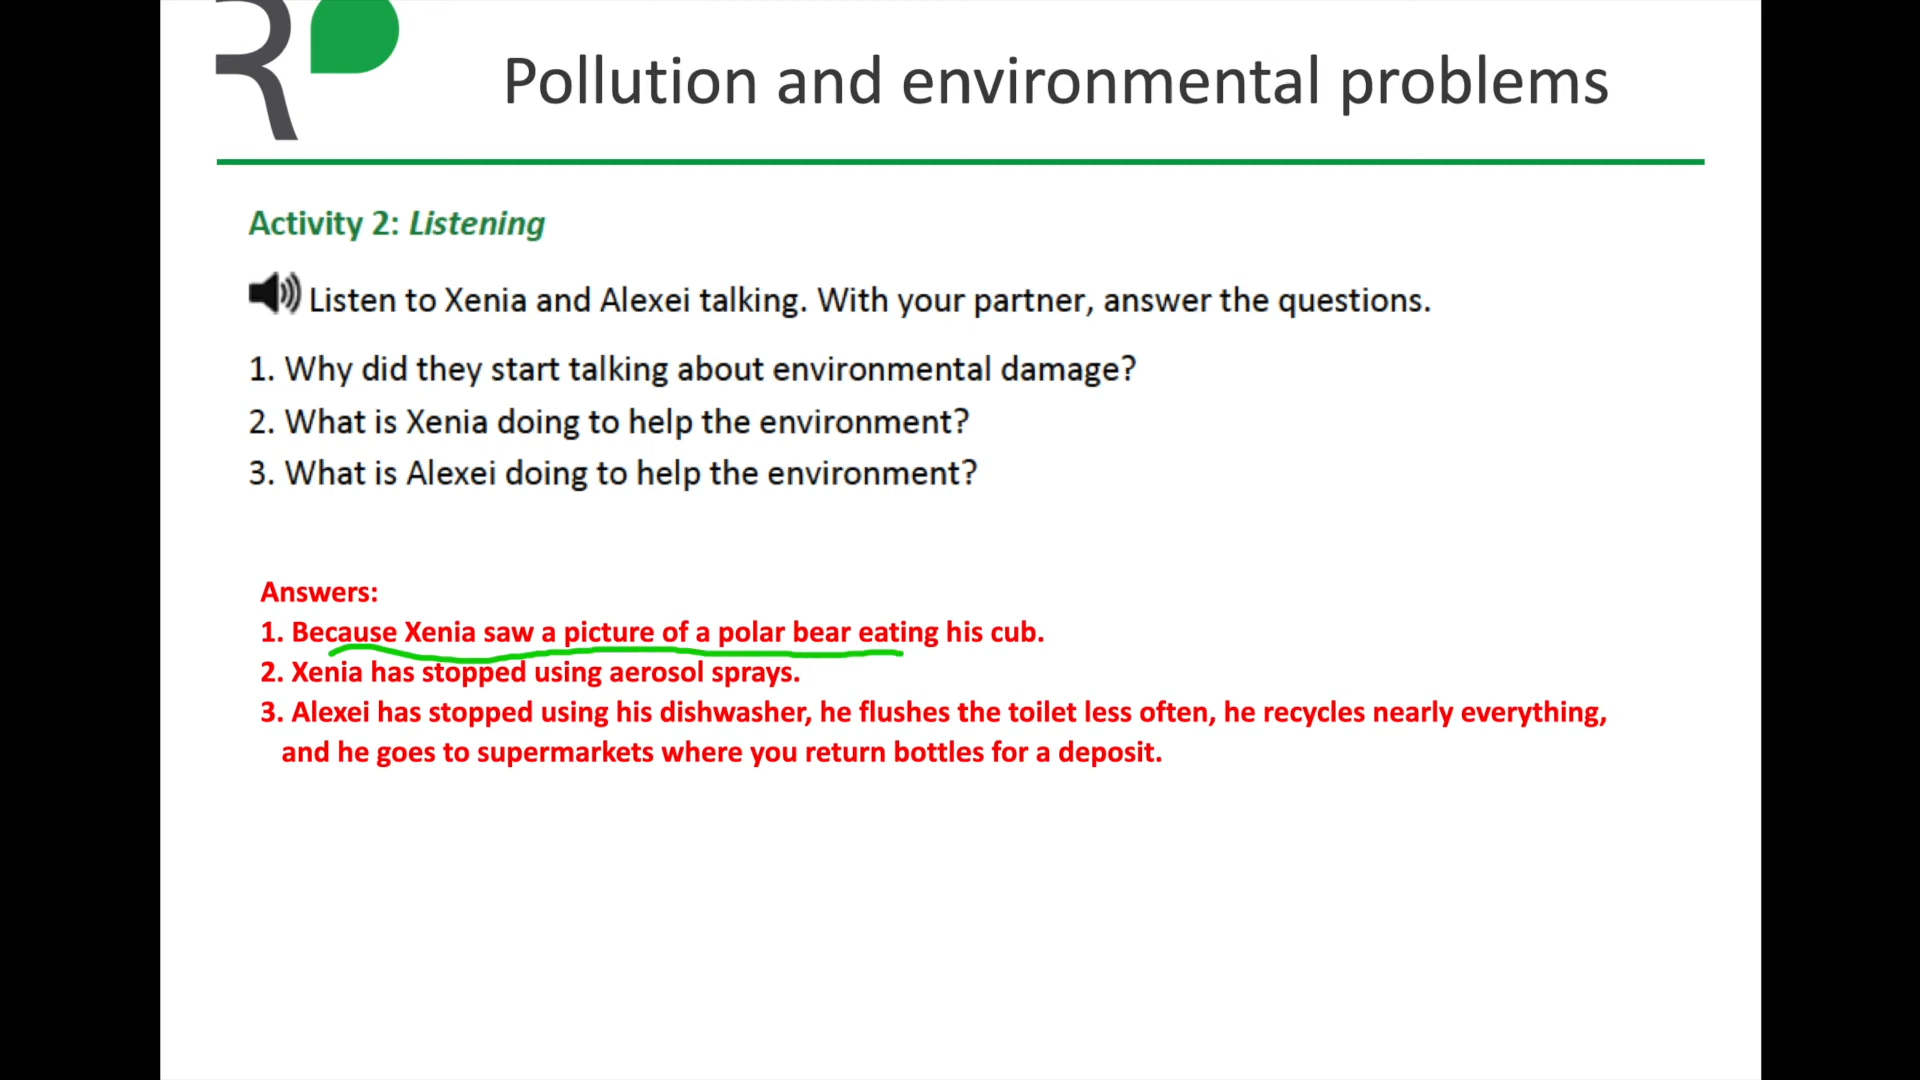 Pollution and environmental problems
Activity 2: Listening
Listen to Xenia and Alexei talking. With your partner, answer the questions.
1. Why did they start talking about environmental damage?
2. What is Xenia doing to help the environment?
3. What is Alexei doing to help the environment?
Answers:
1. Because Xenia saw a picture of a polar bear eating his cub.
2. Xenia has stopped using aerosol sprays.
3. Alexei has stopped using his dishwasher, he flushes the toilet less often, he recycles nearly everything,
and he goes to supermarkets where you return bottles for a deposit.